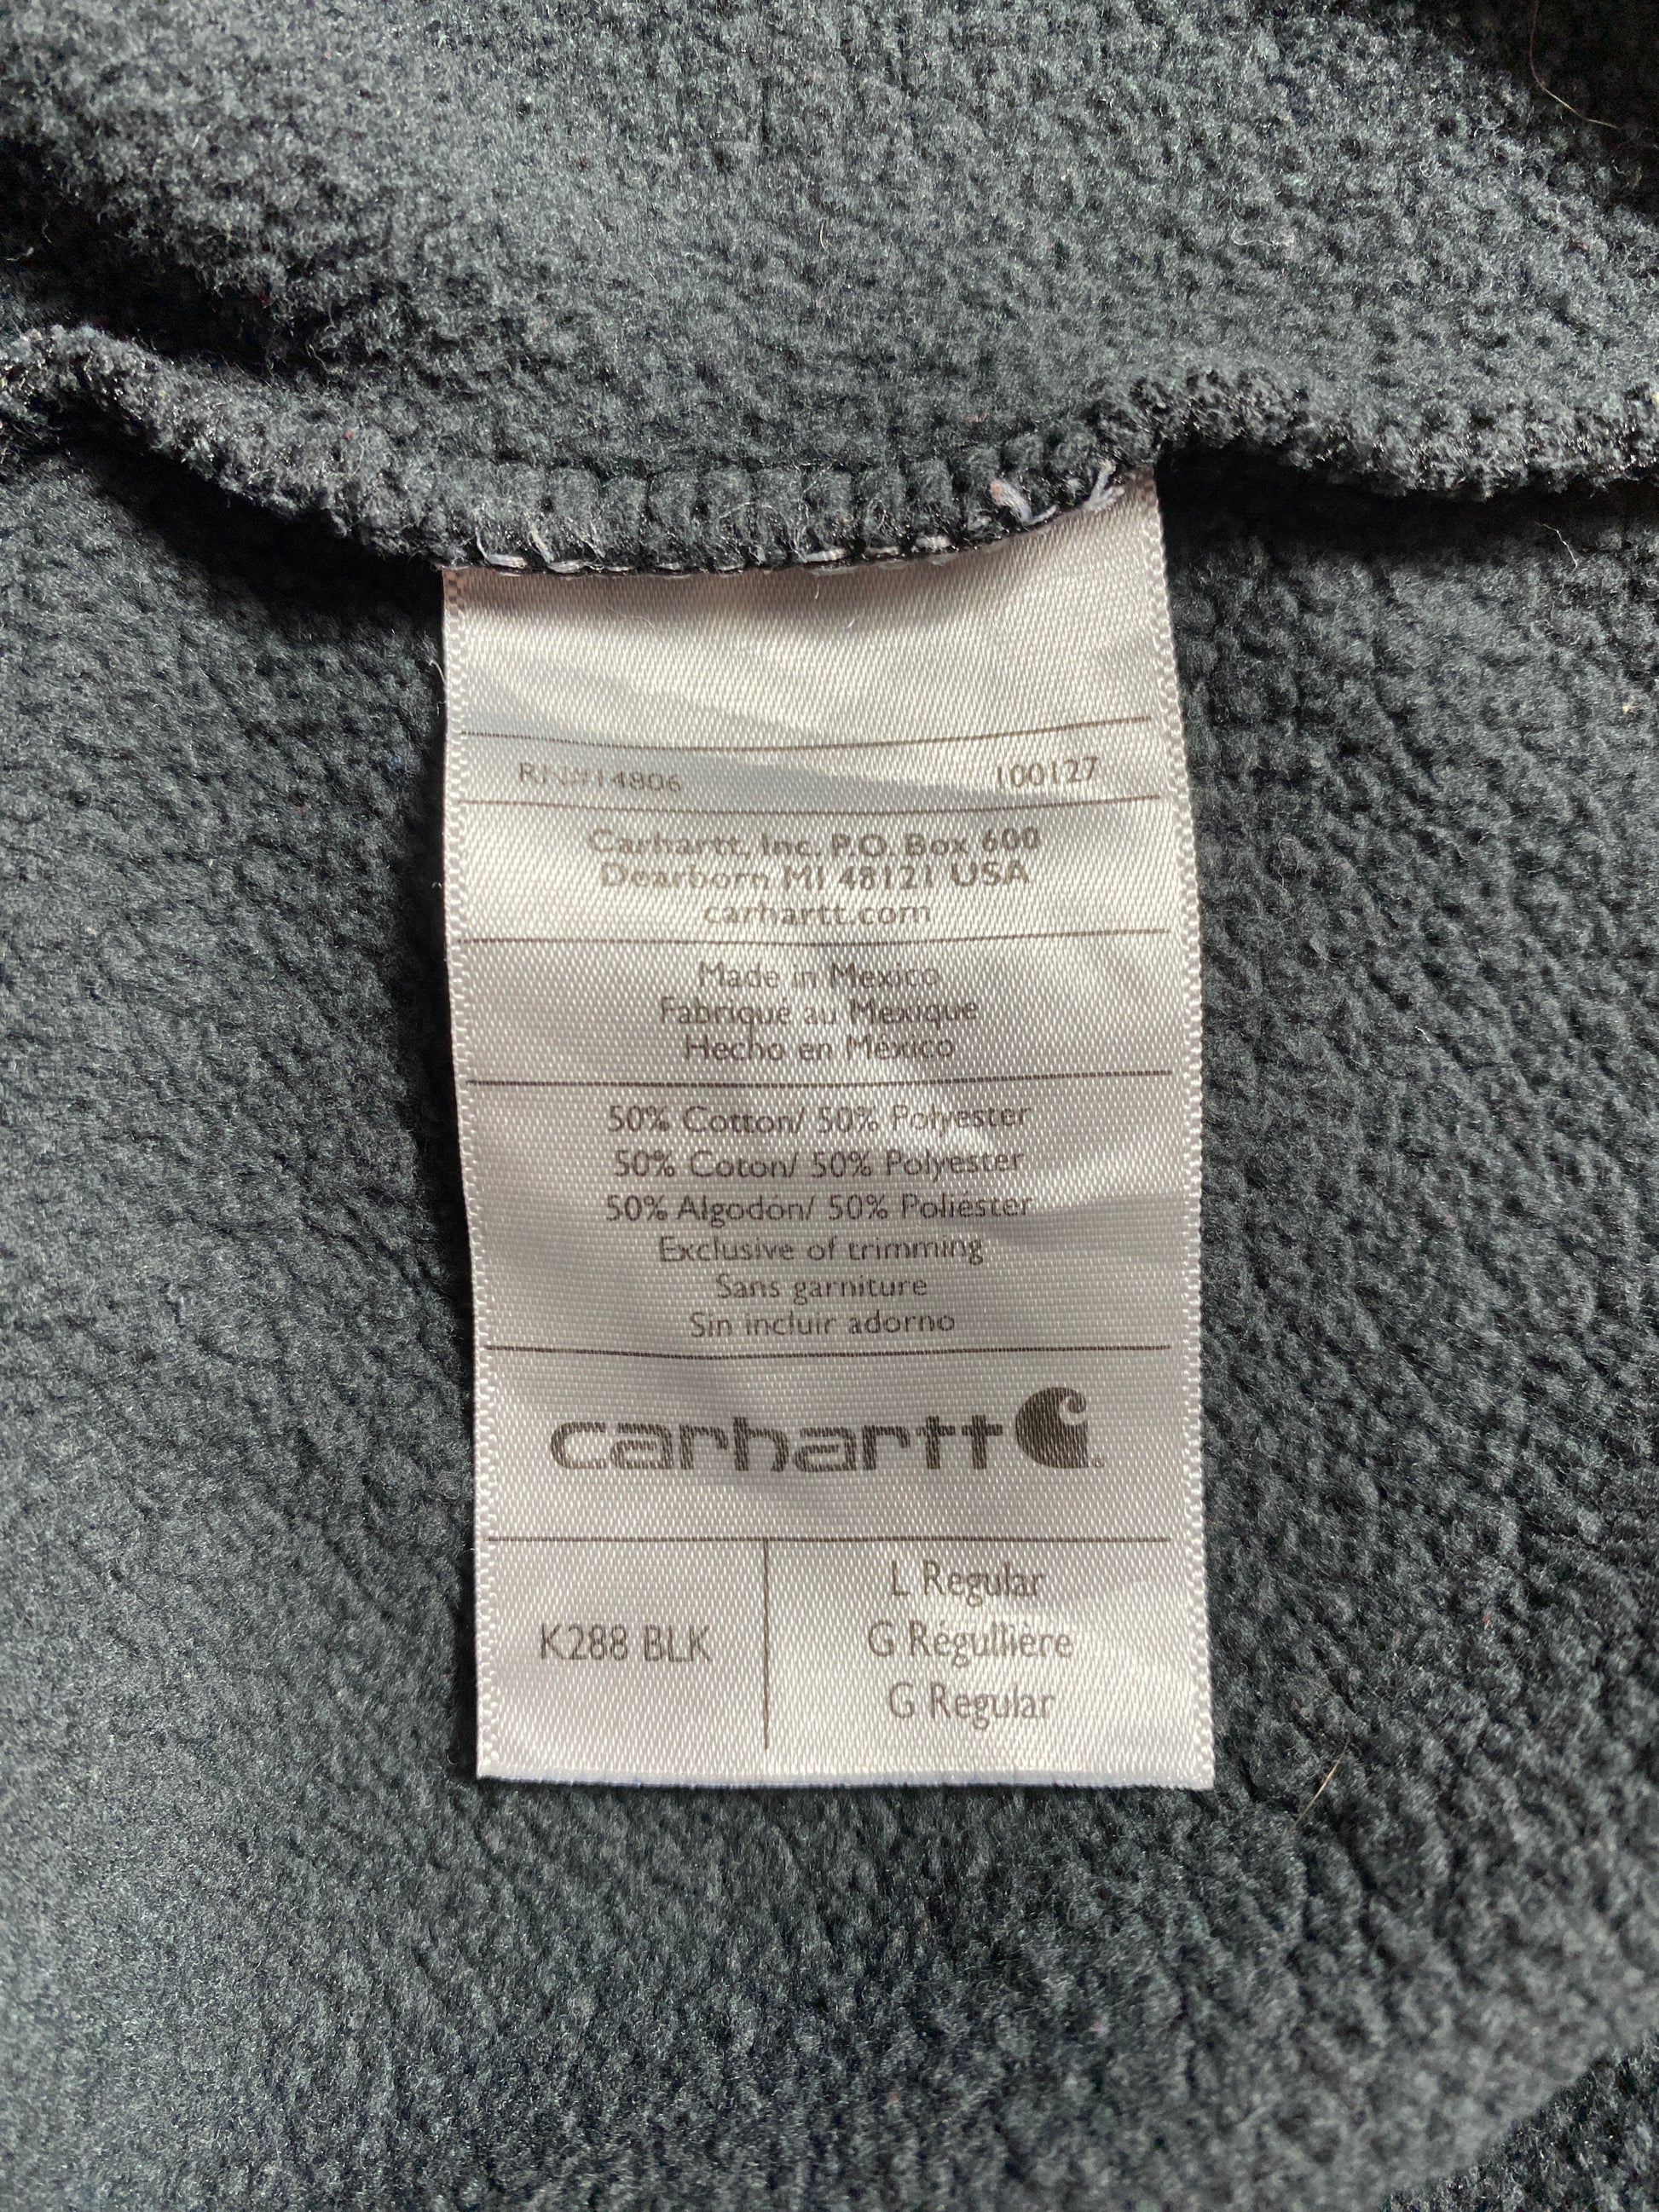 RN#14806 100127
Carhartt, Inc. P.O. Box 600
Dearborn MI 48121 USA
carhartt.com
Made in Mexico
Fabriqué au Mexique
Hecho en México
50% Cotton/ 50% Polyester
50% Coton/ 50% Polyester
50% Algodón/ 50% Poliéster
Exclusive of trimming
Sans garniture
Sin incluir adorno
carhartt
K288 BLK
L Regular
G Régullière
G Regular